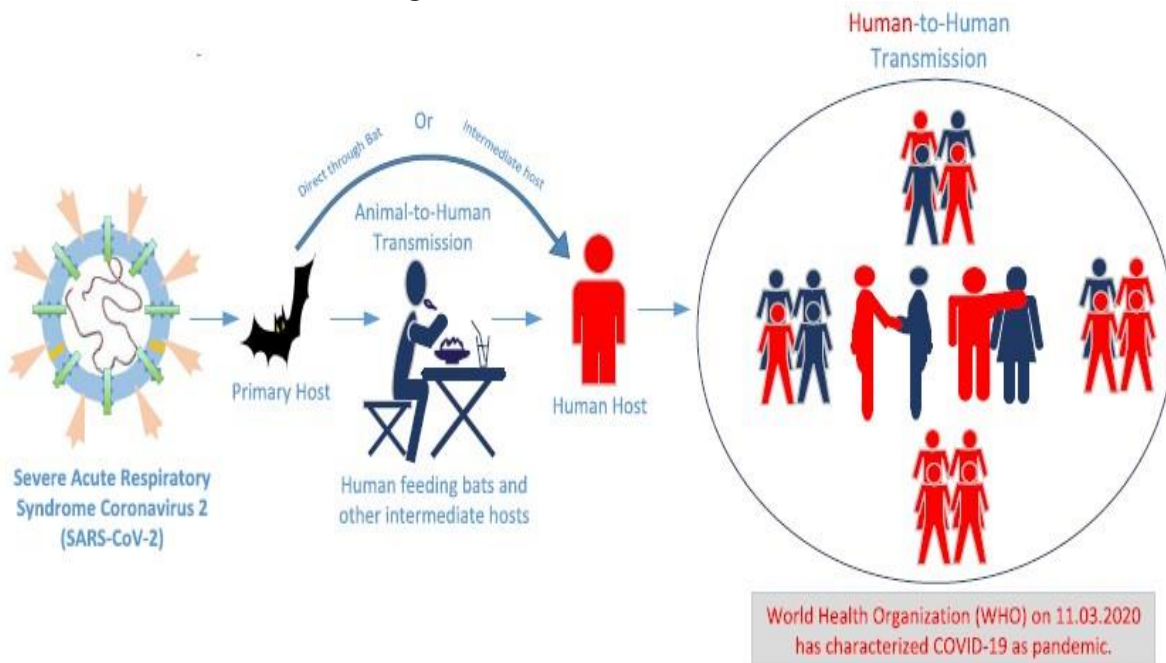 Human-to-Human
Transmission
Or
Direct through Bat
Intermediate host
Animal-to-Human
Transmission
Primary Host
Human Host
Severe Acute Respiratory
Syndrome Coronavirus 2
(SARS-CoV-2)
Human feeding bats and
other intermediate hosts
World Health Organization (WHO) on 11.03.2020
has characterized COVID-19 as pandemic.